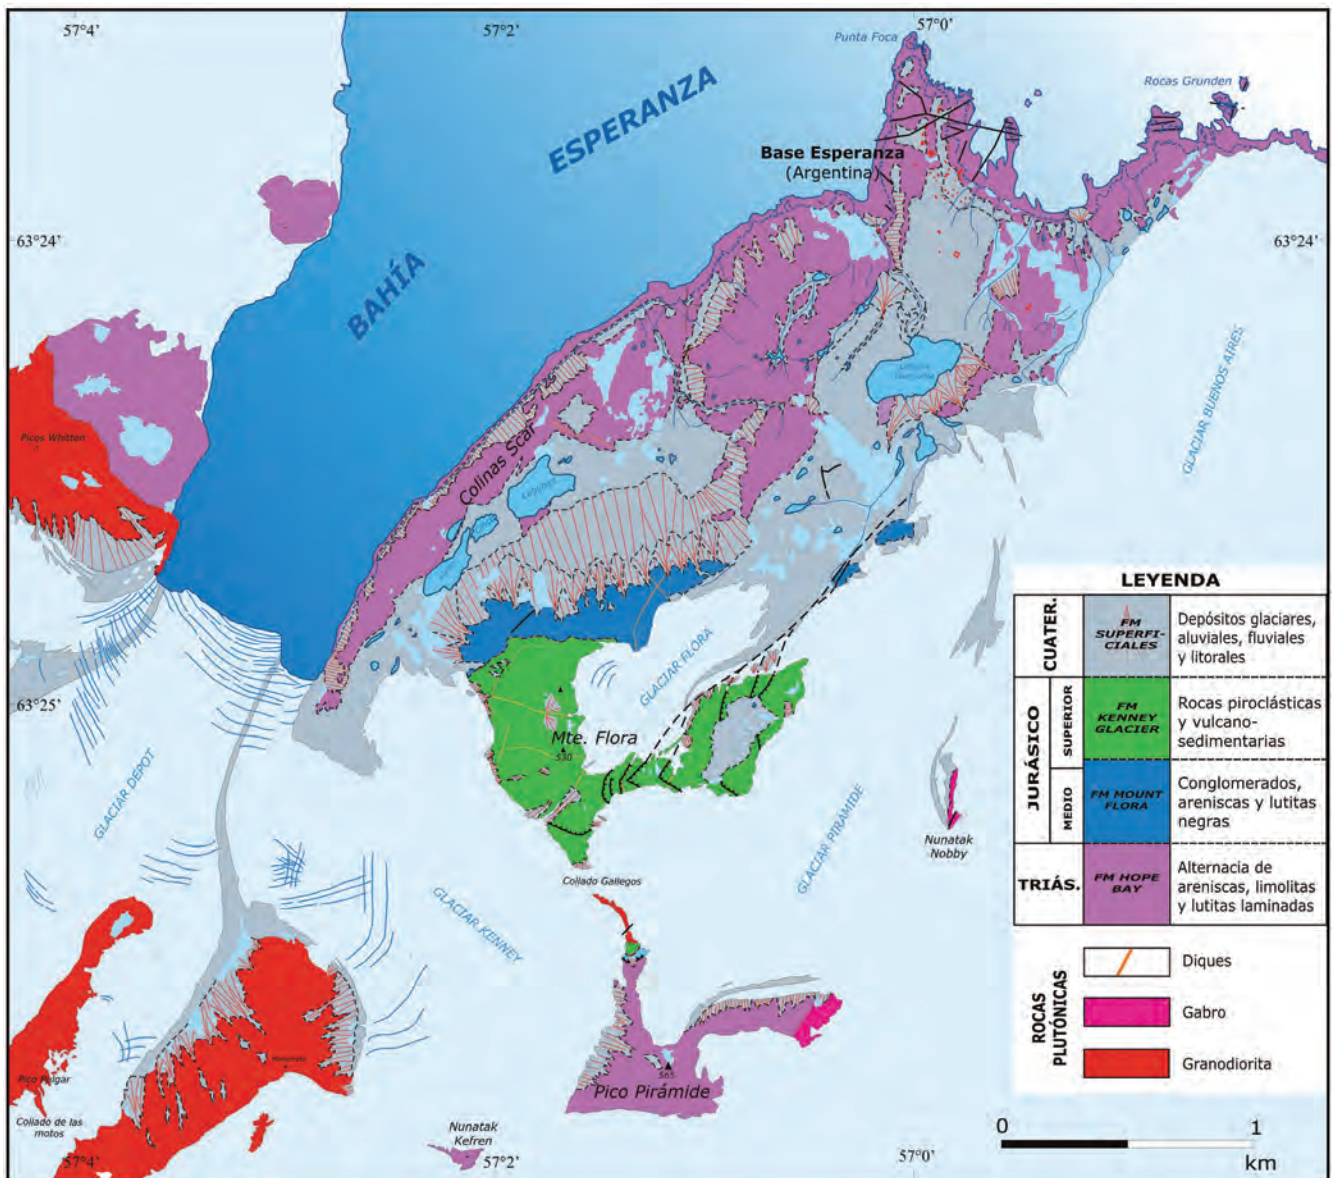 57°4'
57°2'
57°0'
Punta Foca
Rocas Grunden
BAHÍA
ESPERANZA
Base Esperanza
(Argentina)
63°24'
63°24'
GLACIAR BUENOS AIRES
Picos Whitten
Colinas Scar
63°25'
GLACIAR FLORA
Mte. Flora
530
GLACIAR DEPOT
GLACIAR PIRÁMIDE
Nunatak
Nobby
Collado Gallegos
GLACIAR KENNEY
565
Pico Pirámide
Collado de las
motos
Nunatak
Kefren
57°4'
57°2'
57°0'
LEYENDA
CUATER.
FM
SUPERFI-
CIALES
Depósitos glaciares,
aluviales, fluviales
y litorales
JURÁSICO
SUPERIOR
FM
KENNEY
GLACIER
Rocas piroclásticas
y vulcano-
sedimentarias
MEDIO
FM MOUNT
FLORA
Conglomerados,
areniscas y lutitas
negras
TRIÁS.
FM HOPE
BAY
Alternacia de
areniscas, limolitas
y lutitas laminadas
ROCAS
PLUTÓNICAS
Diques
Gabro
Granodiorita
0 1
km